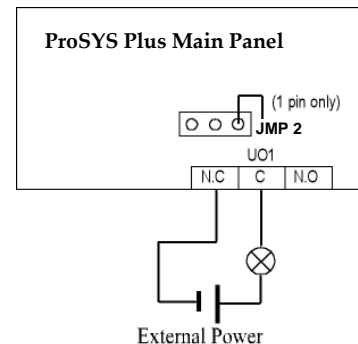 ProSYS Plus Main Panel
(1 pin only)
JMP 2
UO1
N.C C N.O
External Power